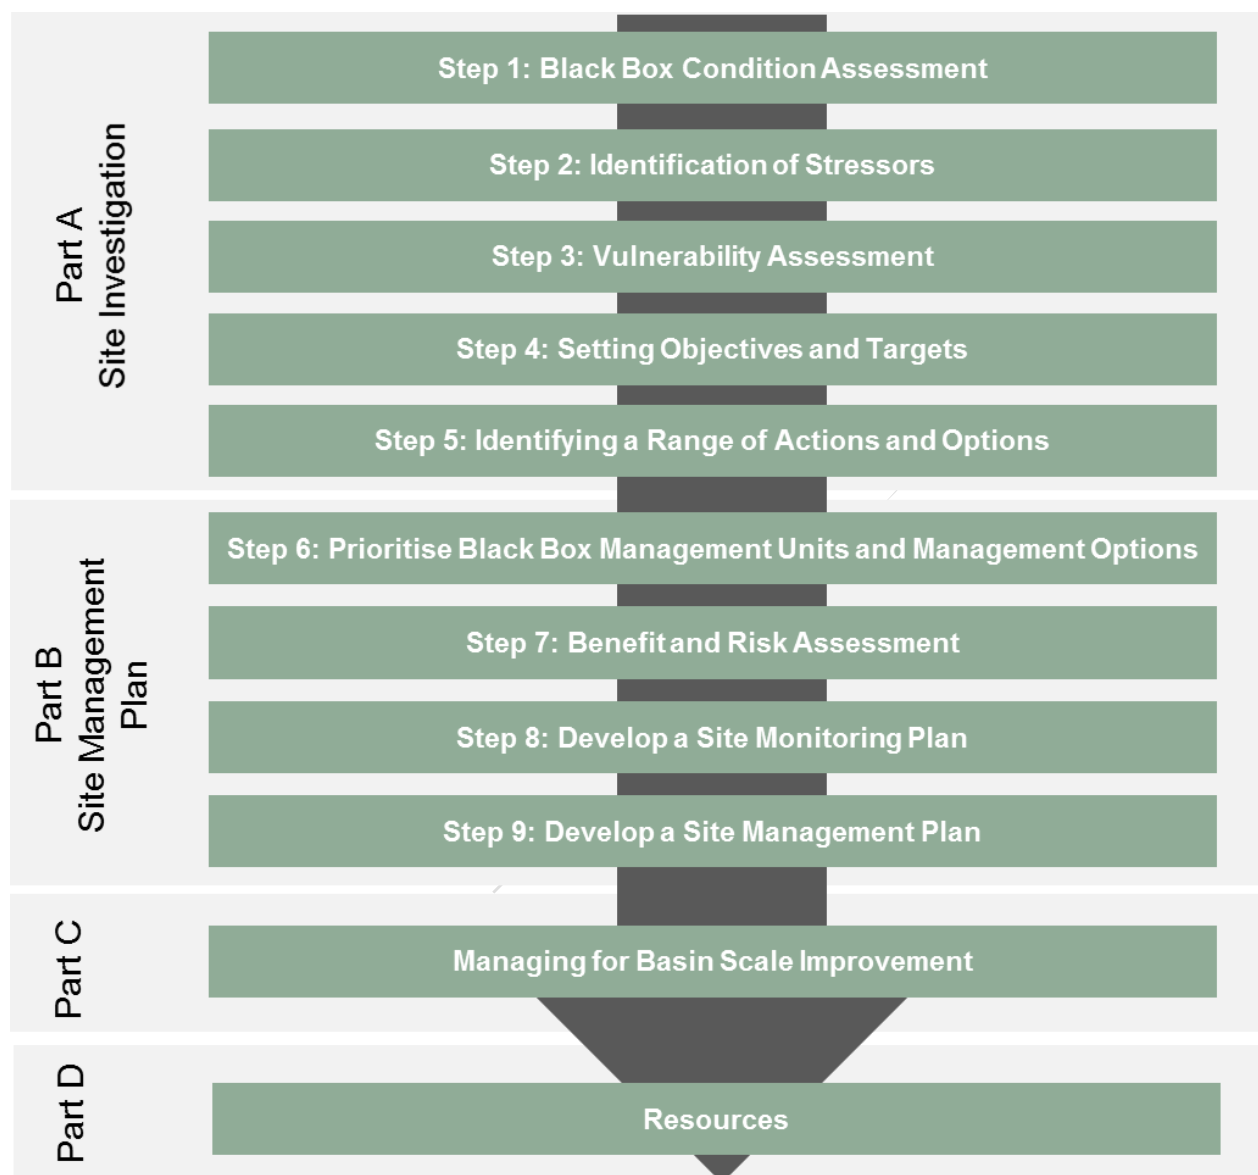 Part A
Site Investigation
Step 1: Black Box Condition Assessment
Step 2: Identification of Stressors
Step 3: Vulnerability Assessment
Step 4: Setting Objectives and Targets
Step 5: Identifying a Range of Actions and Options
Part B
Site Management
Plan
Step 6: Prioritise Black Box Management Units and Management Options
Step 7: Benefit and Risk Assessment
Step 8: Develop a Site Monitoring Plan
Step 9: Develop a Site Management Plan
Part C
Managing for Basin Scale Improvement
Part D
Resources